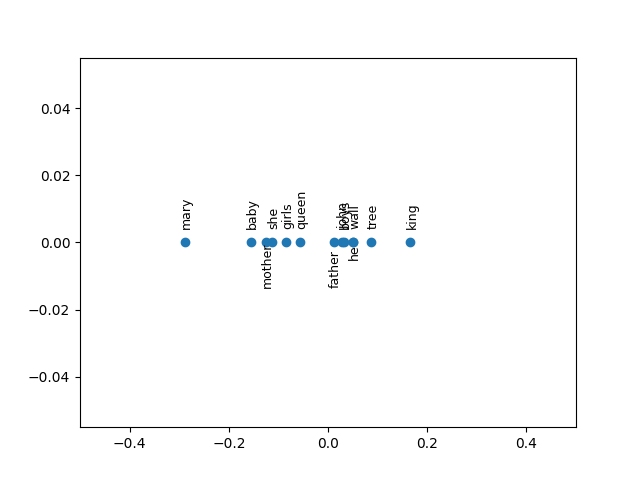 0.04
0.02
0.00
−0.02
−0.04
mary
baby
mother
she
girls
queen
father
john
boys
wall
he
tree
king
−0.4
−0.2
0.0
0.2
0.4